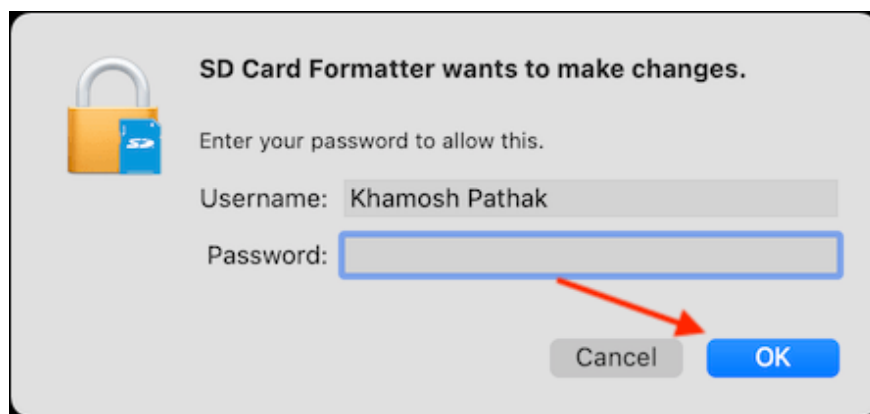 SD Card Formatter wants to make changes.
SD
Enter your password to allow this.
Username: Khamosh Pathak
Password:
Cancel OK